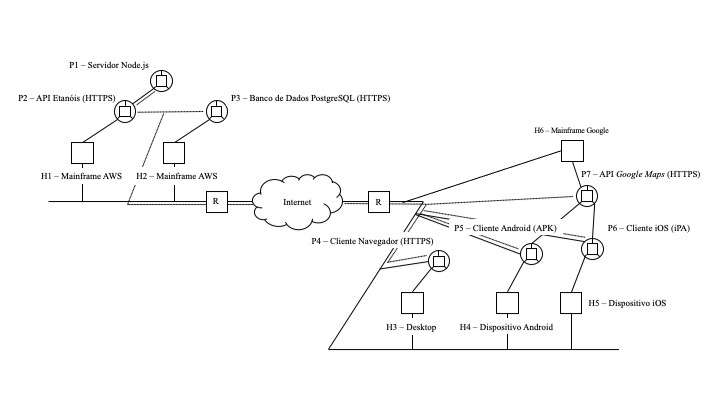 P1 – Servidor Node.js
P2 – API Etanóis (HTTPS)
P3 – Banco de Dados PostgreSQL (HTTPS)
H1 – Mainframe AWS
H2 – Mainframe AWS
R
Internet
R
H6 – Mainframe Google
P7 – API Google Maps (HTTPS)
P5 – Cliente Android (APK)
P6 – Cliente iOS (iPA)
P4 – Cliente Navegador (HTTPS)
H5 – Dispositivo iOS
H3 – Desktop
H4 – Dispositivo Android